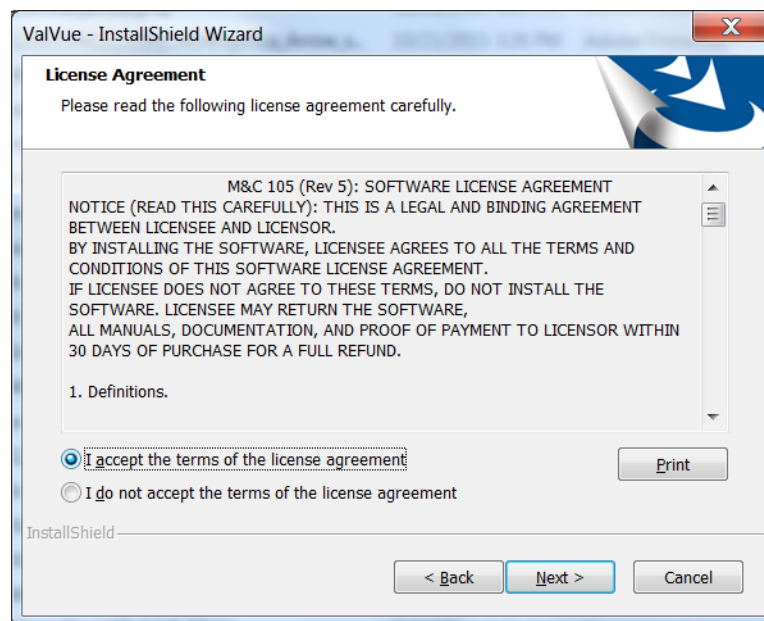 ValVue - InstallShield Wizard
License Agreement
Please read the following license agreement carefully.
M&C 105 (Rev 5): SOFTWARE LICENSE AGREEMENT
NOTICE (READ THIS CAREFULLY): THIS IS A LEGAL AND BINDING AGREEMENT
BETWEEN LICENSEE AND LICENSOR.
BY INSTALLING THE SOFTWARE, LICENSEE AGREES TO ALL THE TERMS AND
CONDITIONS OF THIS SOFTWARE LICENSE AGREEMENT.
IF LICENSEE DOES NOT AGREE TO THESE TERMS, DO NOT INSTALL THE
SOFTWARE. LICENSEE MAY RETURN THE SOFTWARE,
ALL MANUALS, DOCUMENTATION, AND PROOF OF PAYMENT TO LICENSOR WITHIN
30 DAYS OF PURCHASE FOR A FULL REFUND.
1. Definitions.
I accept the terms of the license agreement
Print
I do not accept the terms of the license agreement
InstallShield
< Back Next > Cancel